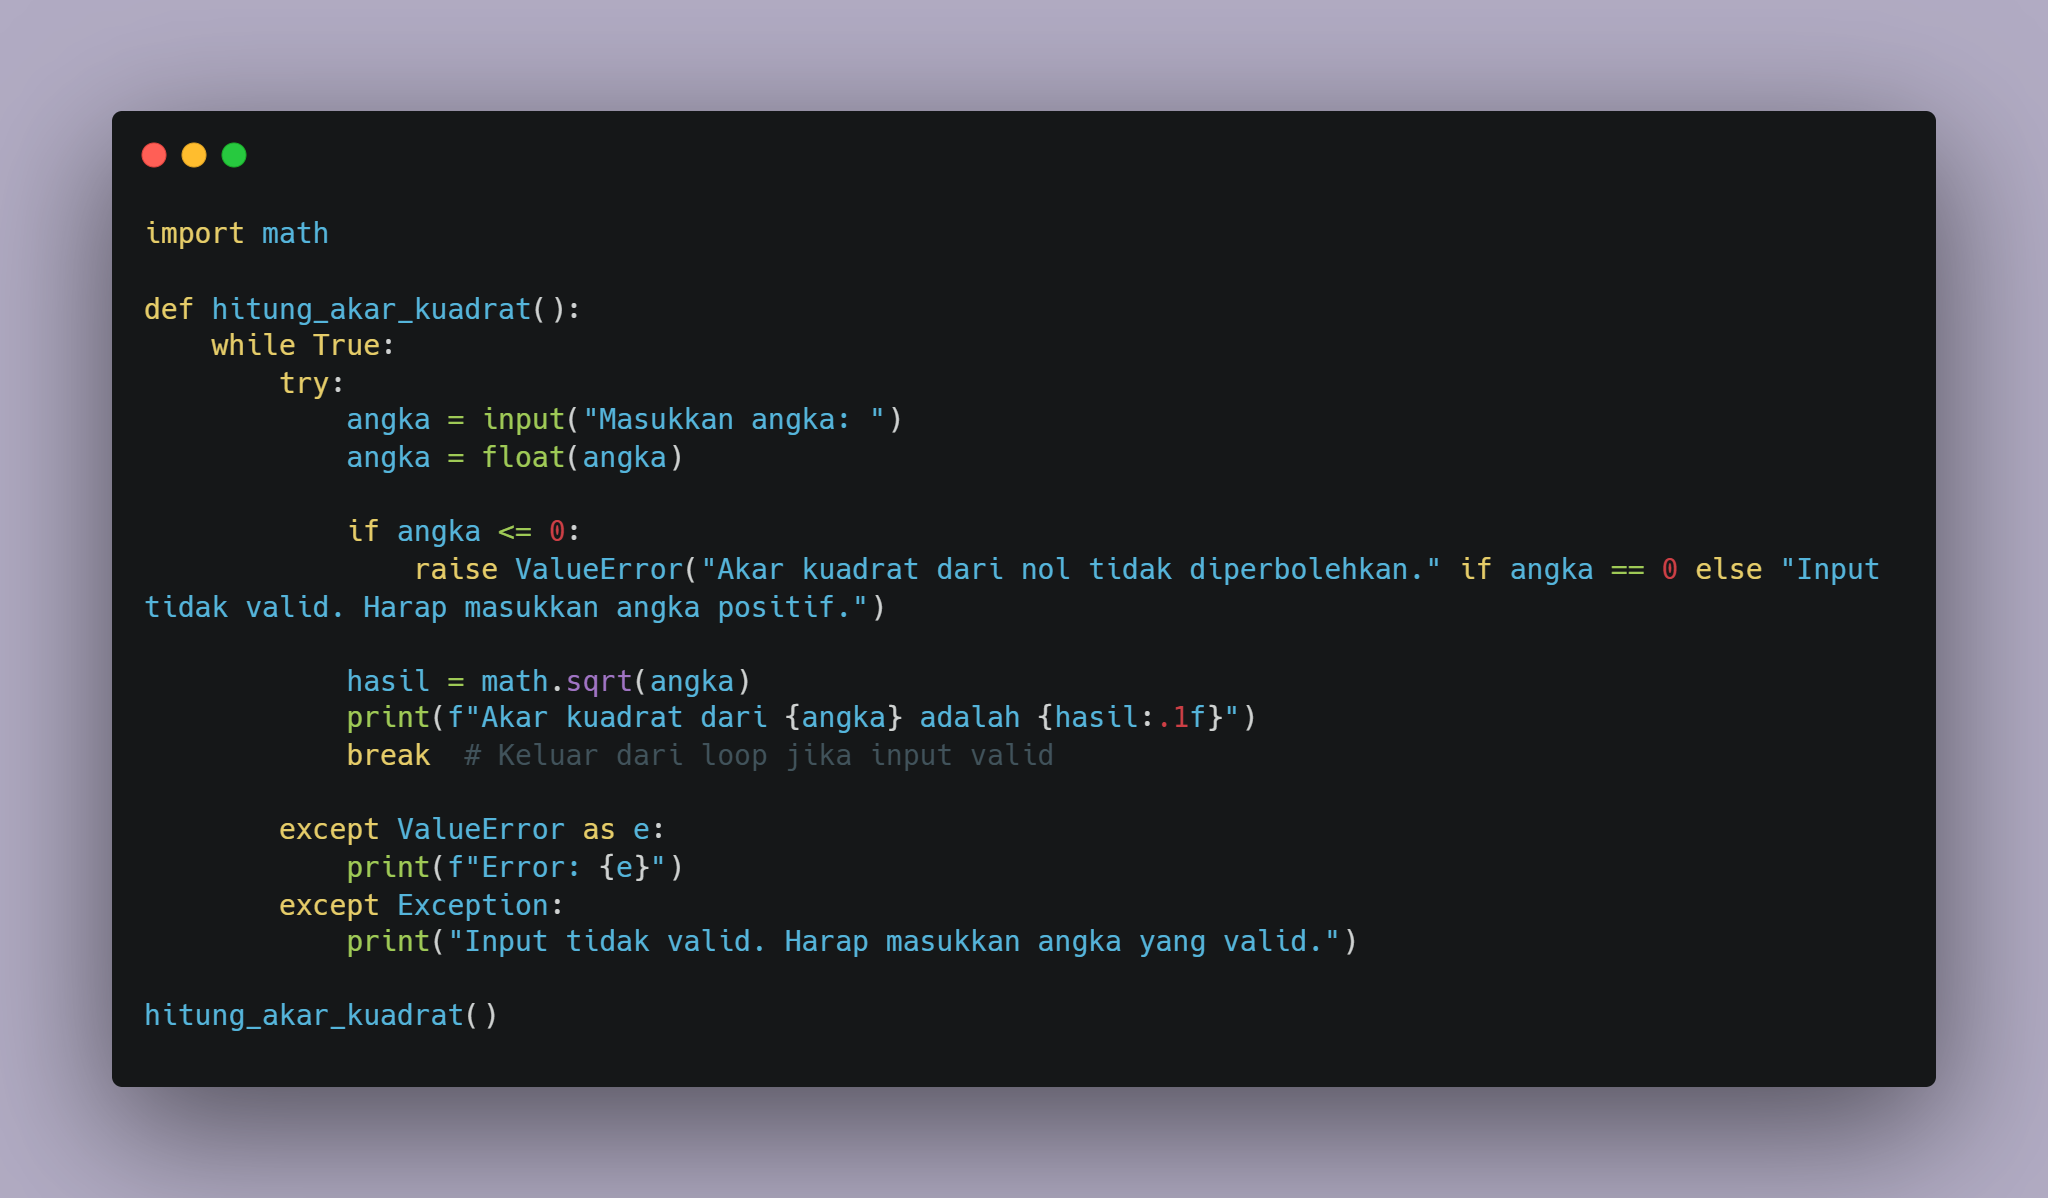 import math

def hitung_akar_kuadrat():
    while True:
        try:
            angka = input("Masukkan angka: ")
            angka = float(angka)

            if angka <= 0:
                raise ValueError("Akar kuadrat dari nol tidak diperbolehkan." if angka == 0 else "Input
tidak valid. Harap masukkan angka positif.")

            hasil = math.sqrt(angka)
            print(f"Akar kuadrat dari {angka} adalah {hasil:.1f}")
            break  # Keluar dari loop jika input valid

        except ValueError as e:
            print(f"Error: {e}")
        except Exception:
            print("Input tidak valid. Harap masukkan angka yang valid.")

hitung_akar_kuadrat()